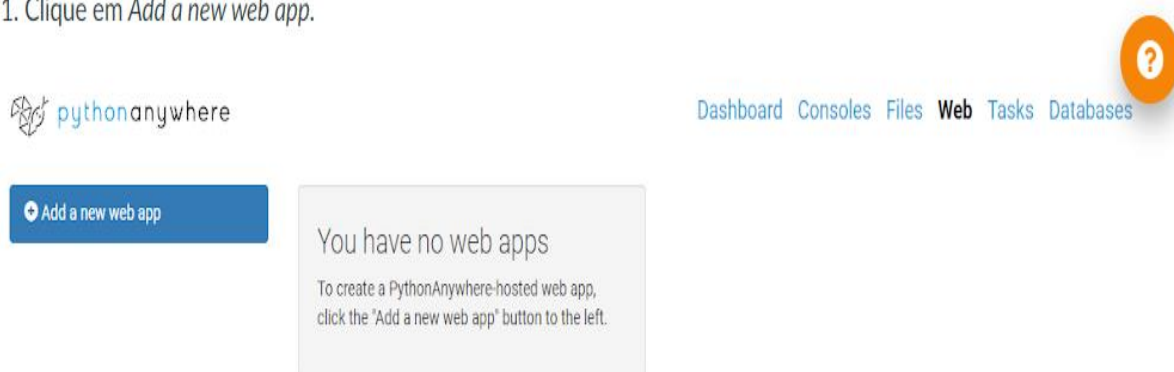 1. Clique em Add a new web app.
pythonanywhere
Dashboard Consoles Files Web Tasks Databases
?
Add a new web app
You have no web apps
To create a PythonAnywhere-hosted web app,
click the "Add a new web app" button to the left.